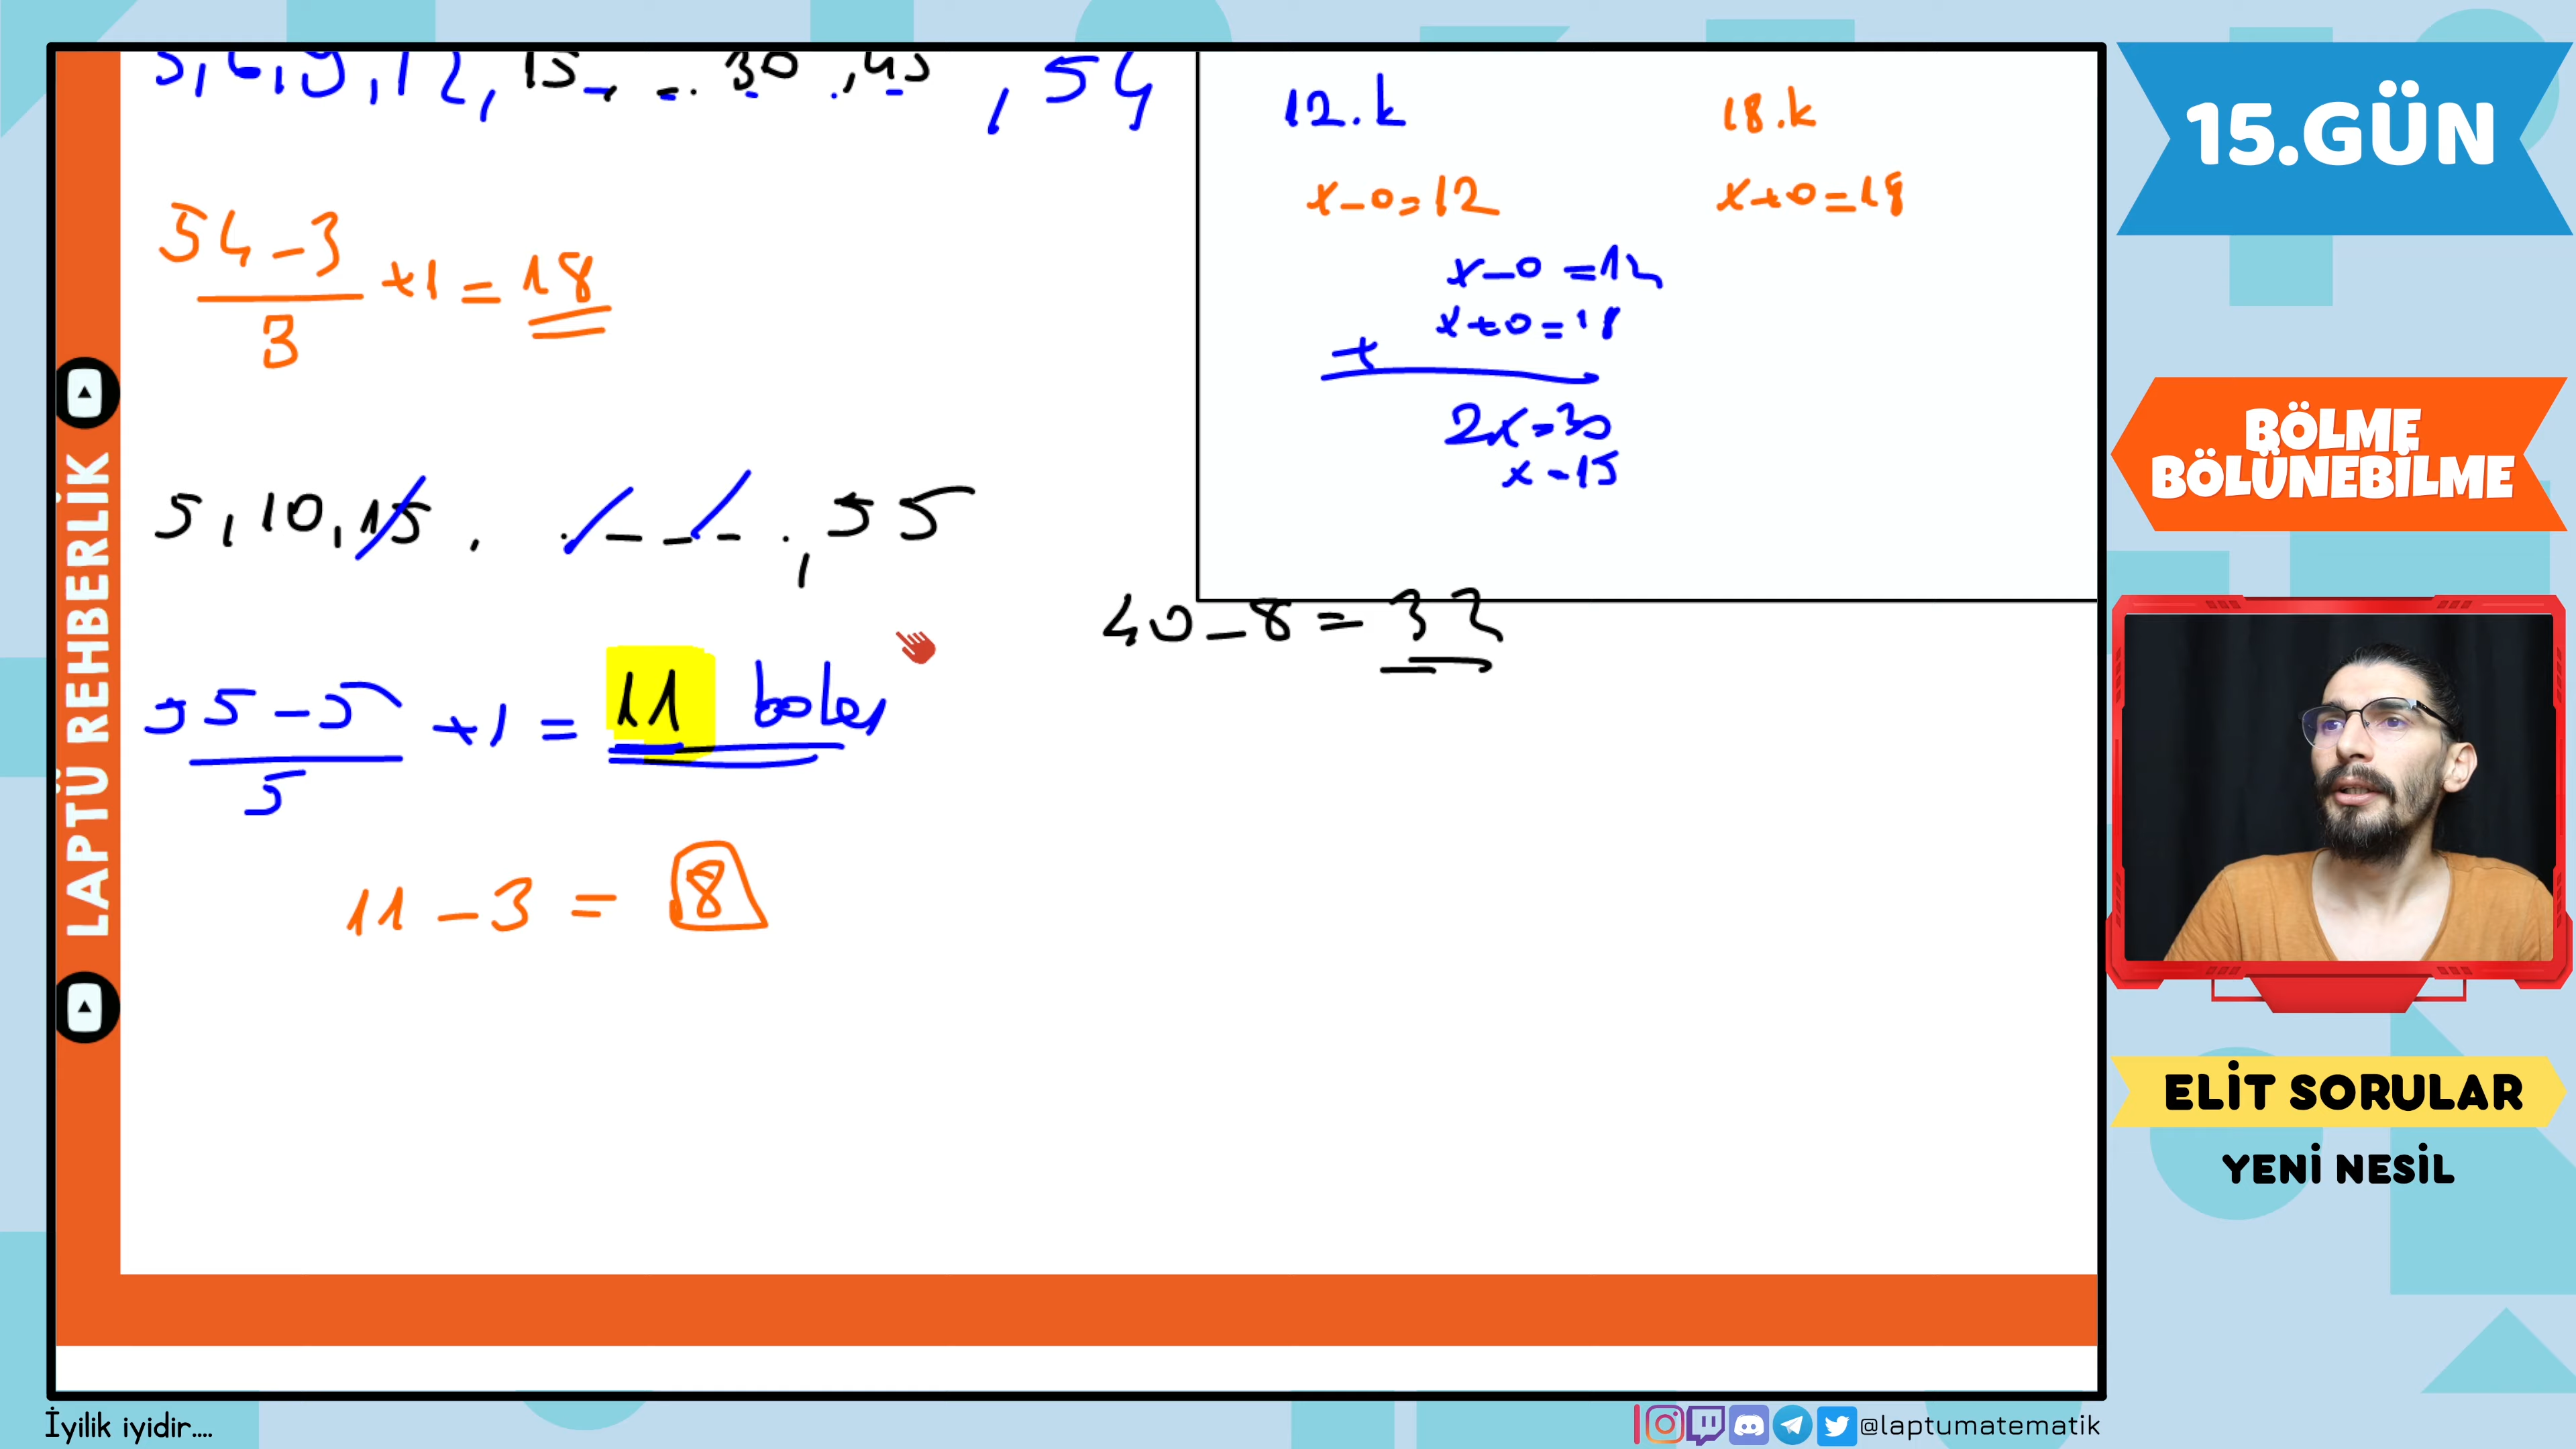 3, 6, 9, 12, 15, - . 30 , 45 , 54
54 - 3 / 3 + 1 = 18
5, 10, 15 . . - - - . , 55
55 - 5 / 5 + 1 = 11
11 - 3 = 8
12.k 18.k
x - 0 = 12 x + 0 = 18
x - 0 = 12
x + 0 = 18
+
2x = 30
x = 15
40 - 8 = 32
LAPTÜ REHBERLİK
15.GÜN
BÖLME
BÖLÜNEBİLME
ELİT SORULAR
YENİ NESİL
İyilik iyidir....
@laptumatematik